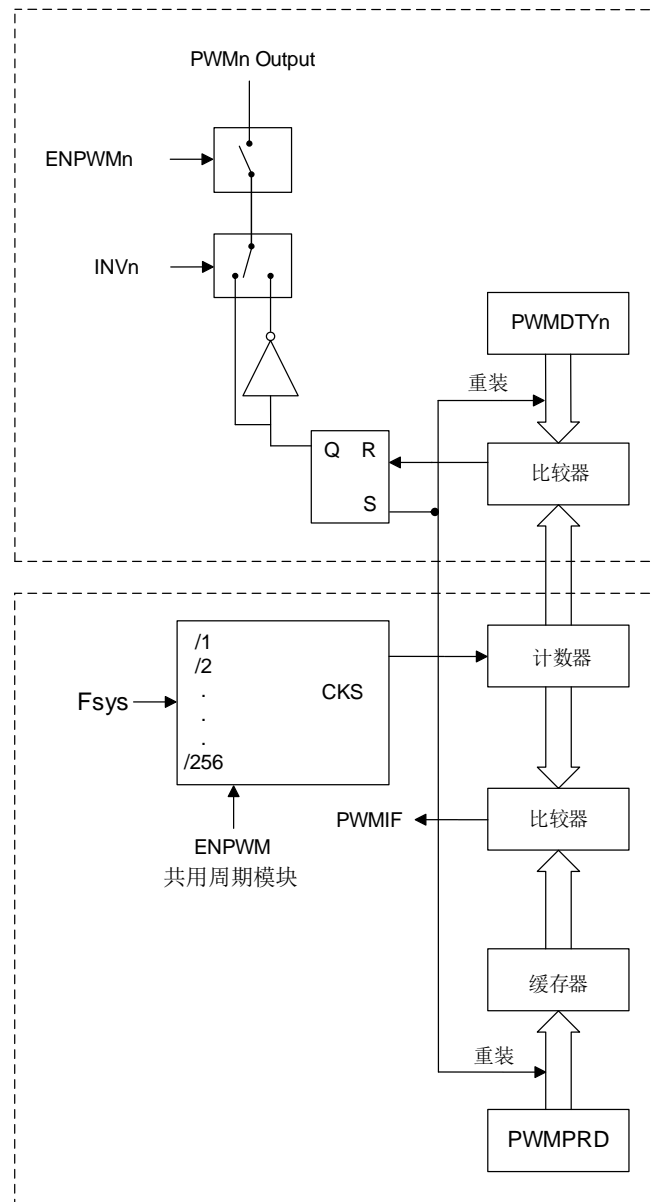 PWMn Output
ENPWMn
INVn
PWMDTYn
重装
Q R
S
比较器
/1
/2
.
.
.
/256
CKS
Fsys
计数器
PWMIF
比较器
ENPWM
共用周期模块
缓存器
重装
PWMPRD